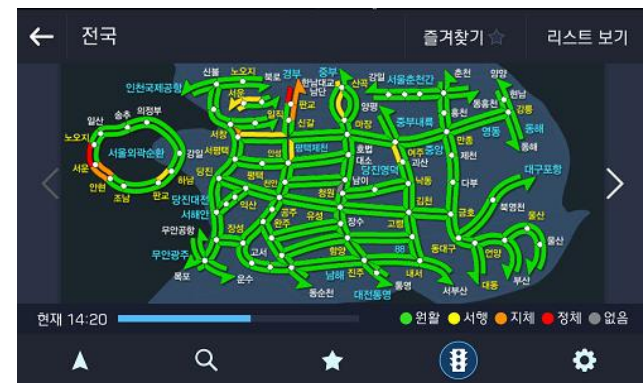 전국
즐겨찾기
리스트 보기
신불 노오지 북로 경부 중부
한남대교 남단
산곡 강일 서울춘천간 춘천 양양
인천국제공항
서운
하남
일산 송추 의정부
일직 판교
양평
홍천 동홍천 강릉
신갈
마장
중부내륙
만종 영동 동해
노오지
서창
서울외곽순환
강일 서평택
안성
평택제천
호법
여주 중앙
동해
서운
대소
괴산
제천
당진
평택
남이
당진영덕
대구포항
안현
하남
천안
낙동
다부
조남
판교
당진대전
청원
서해안
익산
공주 유성
김천
북영천
무안공항
장성
완주
장수
고령
금호
울산
무안광주
고서
함양
88
동대구
언양
울산
목포
운수
남해 진주
내서
대동
부산
동순천
대전통영
통영
서부산
현재 14:20
원활
서행
지체
정체
없음